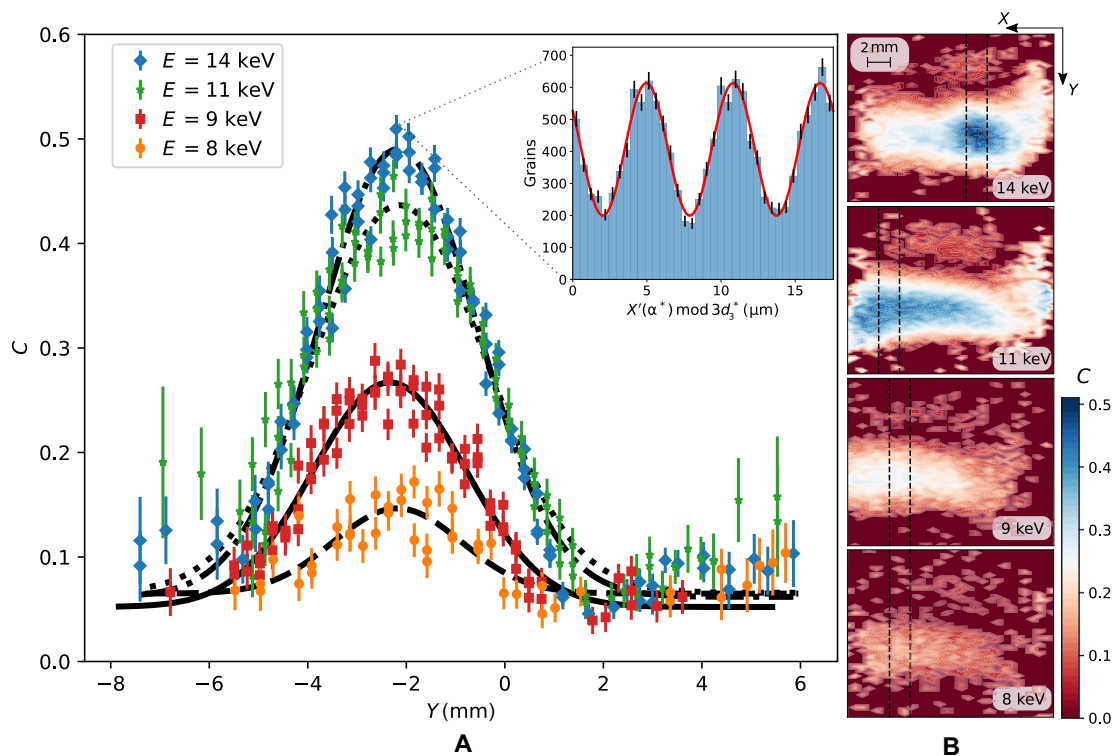 0.6
0.5
0.4
0.3
0.2
0.1
0.0
C
E = 14 keV
E = 11 keV
E = 9 keV
E = 8 keV
−8
−6
−4
−2
0
2
4
6
Y (mm)
A
700
600
500
400
300
200
100
0
Grains
0
5
10
15
X′(α*) mod 3d₃* (µm)
X
Y
2 mm
14 keV
11 keV
9 keV
8 keV
C
0.5
0.4
0.3
0.2
0.1
0.0
B